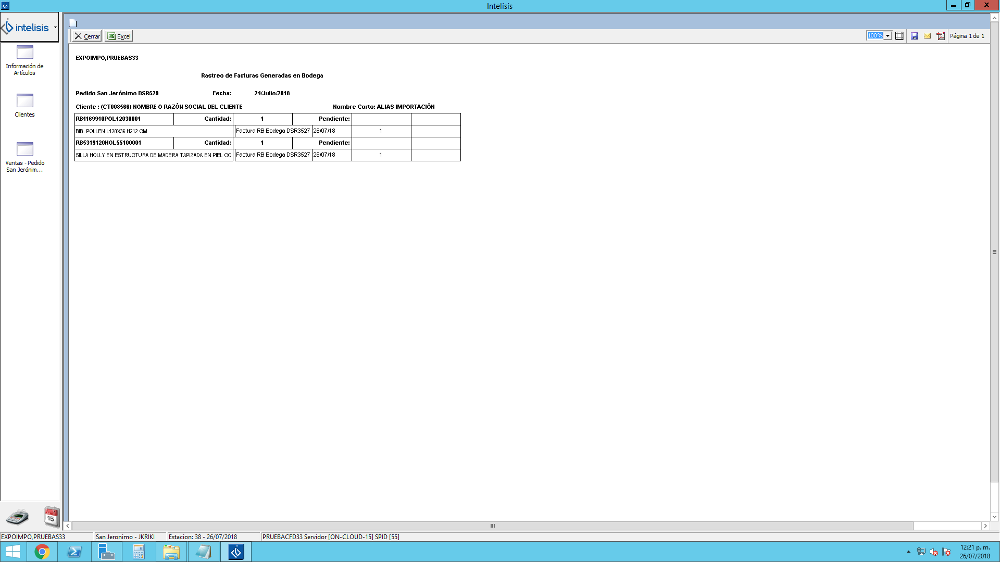 Intelisis
intelisis
Cerrar Excel 100% Página 1 de 1
Información de
Artículos
Clientes
Ventas - Pedido
San Jerónim...
EXPOIMPO,PRUEBAS33
Rastreo de Facturas Generadas en Bodega
Pedido San Jerónimo DSR529 Fecha: 24/Julio/2018
Cliente : (CT008566) NOMBRE O RAZÓN SOCIAL DEL CLIENTE Nombre Corto: ALIAS IMPORTACIÓN
RB1169910POL12030001 Cantidad: 1 Pendiente:
BIB. POLLEN L120X36 H212 CM Factura RB Bodega DSR3527 26/07/18 1
RB5319120HOL55100001 Cantidad: 1 Pendiente:
SILLA HOLLY EN ESTRUCTURA DE MADERA TAPIZADA EN PIEL CO Factura RB Bodega DSR3527 26/07/18 1
15
EXPOIMPO,PRUEBAS33 San Jeronimo - JKRIKI Estacion: 38 - 26/07/2018 PRUEBACFD33 Servidor [ON-CLOUD-15] SPID [55]
12:21 p. m.
26/07/2018